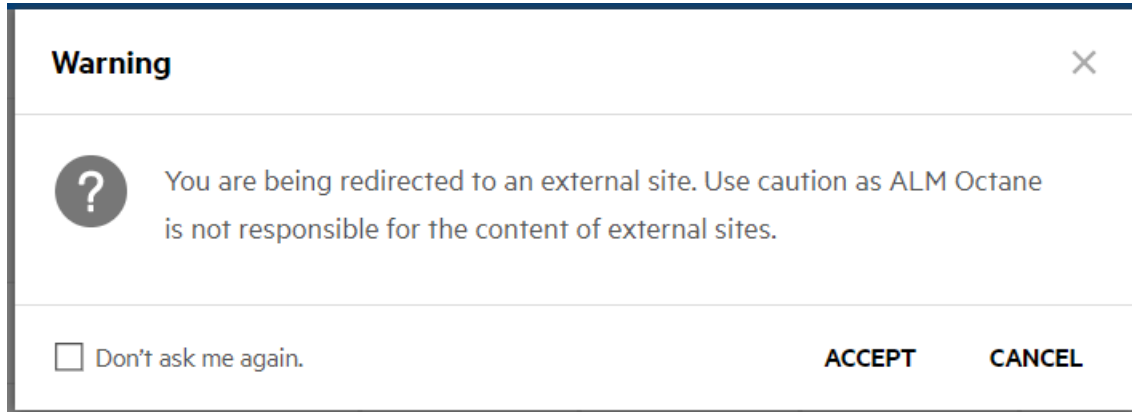 Warning
You are being redirected to an external site. Use caution as ALM Octane
is not responsible for the content of external sites.
Don't ask me again.
ACCEPT CANCEL